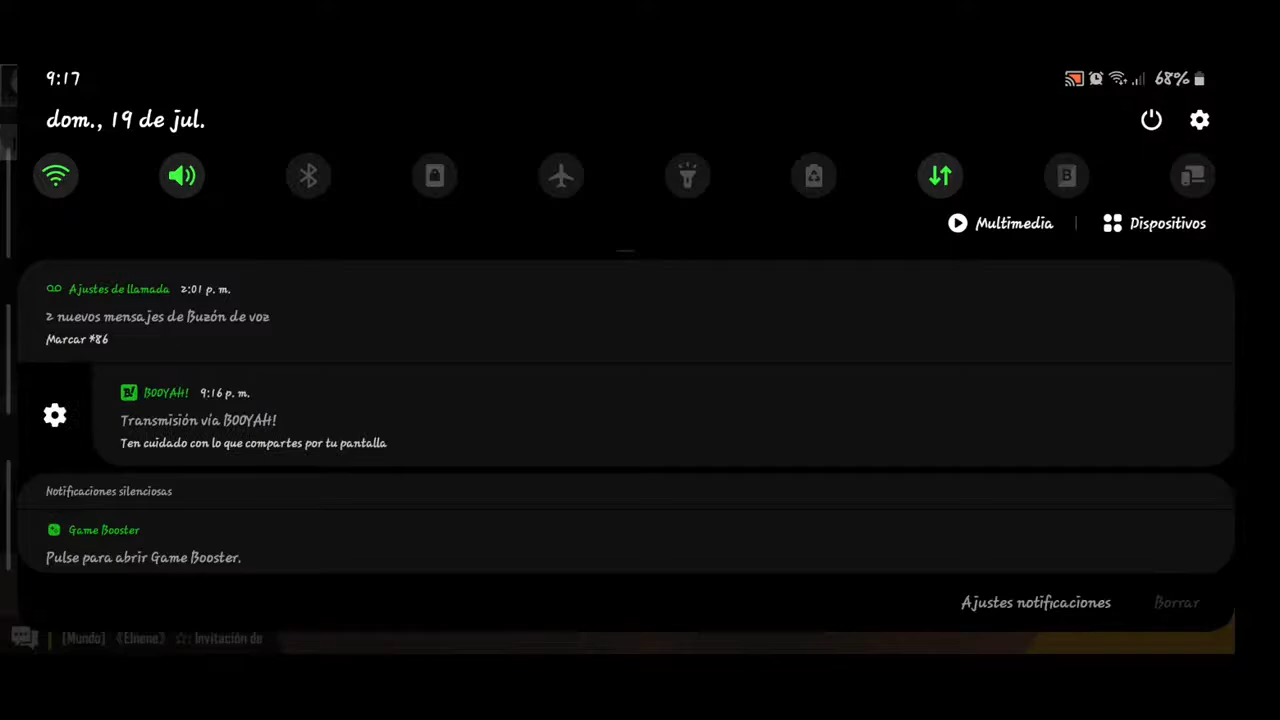 9:17
68%
dom., 19 de jul.
Multimedia | Dispositivos
Ajustes de llamada 2:01 p. m.
2 nuevos mensajes de Buzón de voz
Marcar *86
BOOYAH! 9:16 p. m.
Transmisión vía BOOYAH!
Ten cuidado con lo que compartes por tu pantalla
Notificaciones silenciosas
Game Booster
Pulse para abrir Game Booster.
Ajustes notificaciones Borrar
[Mundo] 《Elnene》 ☆: Invitación de